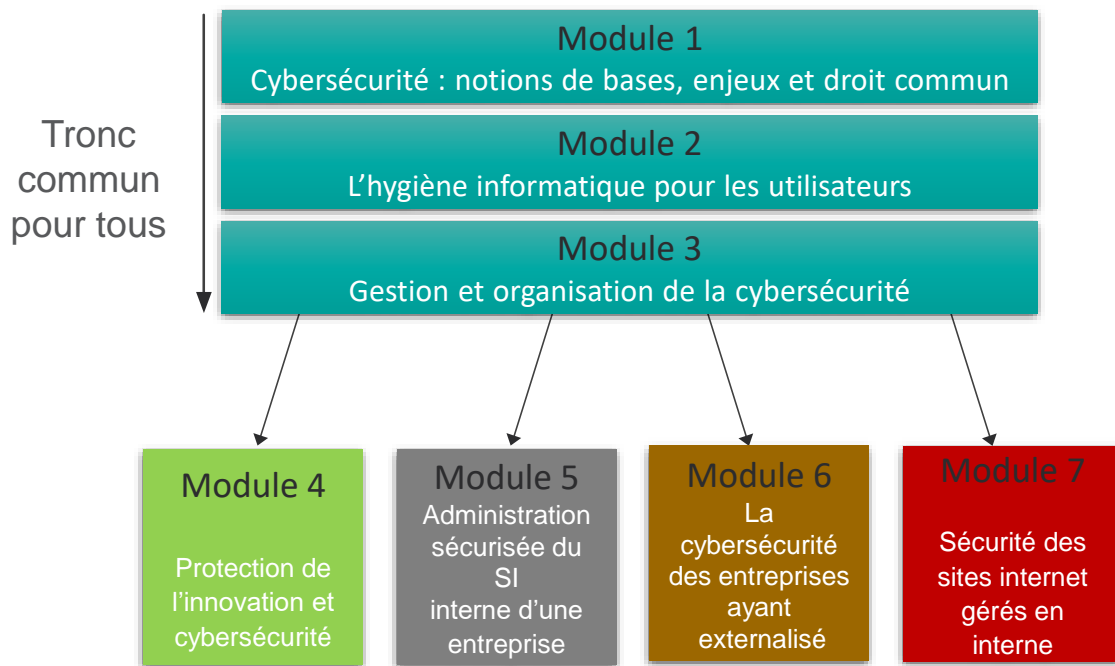 Tronc
commun
pour tous
Module 1
Cybersécurité : notions de bases, enjeux et droit commun
Module 2
L’hygiène informatique pour les utilisateurs
Module 3
Gestion et organisation de la cybersécurité
Module 4
Protection de
l’innovation et
cybersécurité
Module 5
Administration
sécurisée du
SI
interne d’une
entreprise
Module 6
La
cybersécurité
des entreprises
ayant
externalisé
Module 7
Sécurité des
sites internet
gérés en
interne